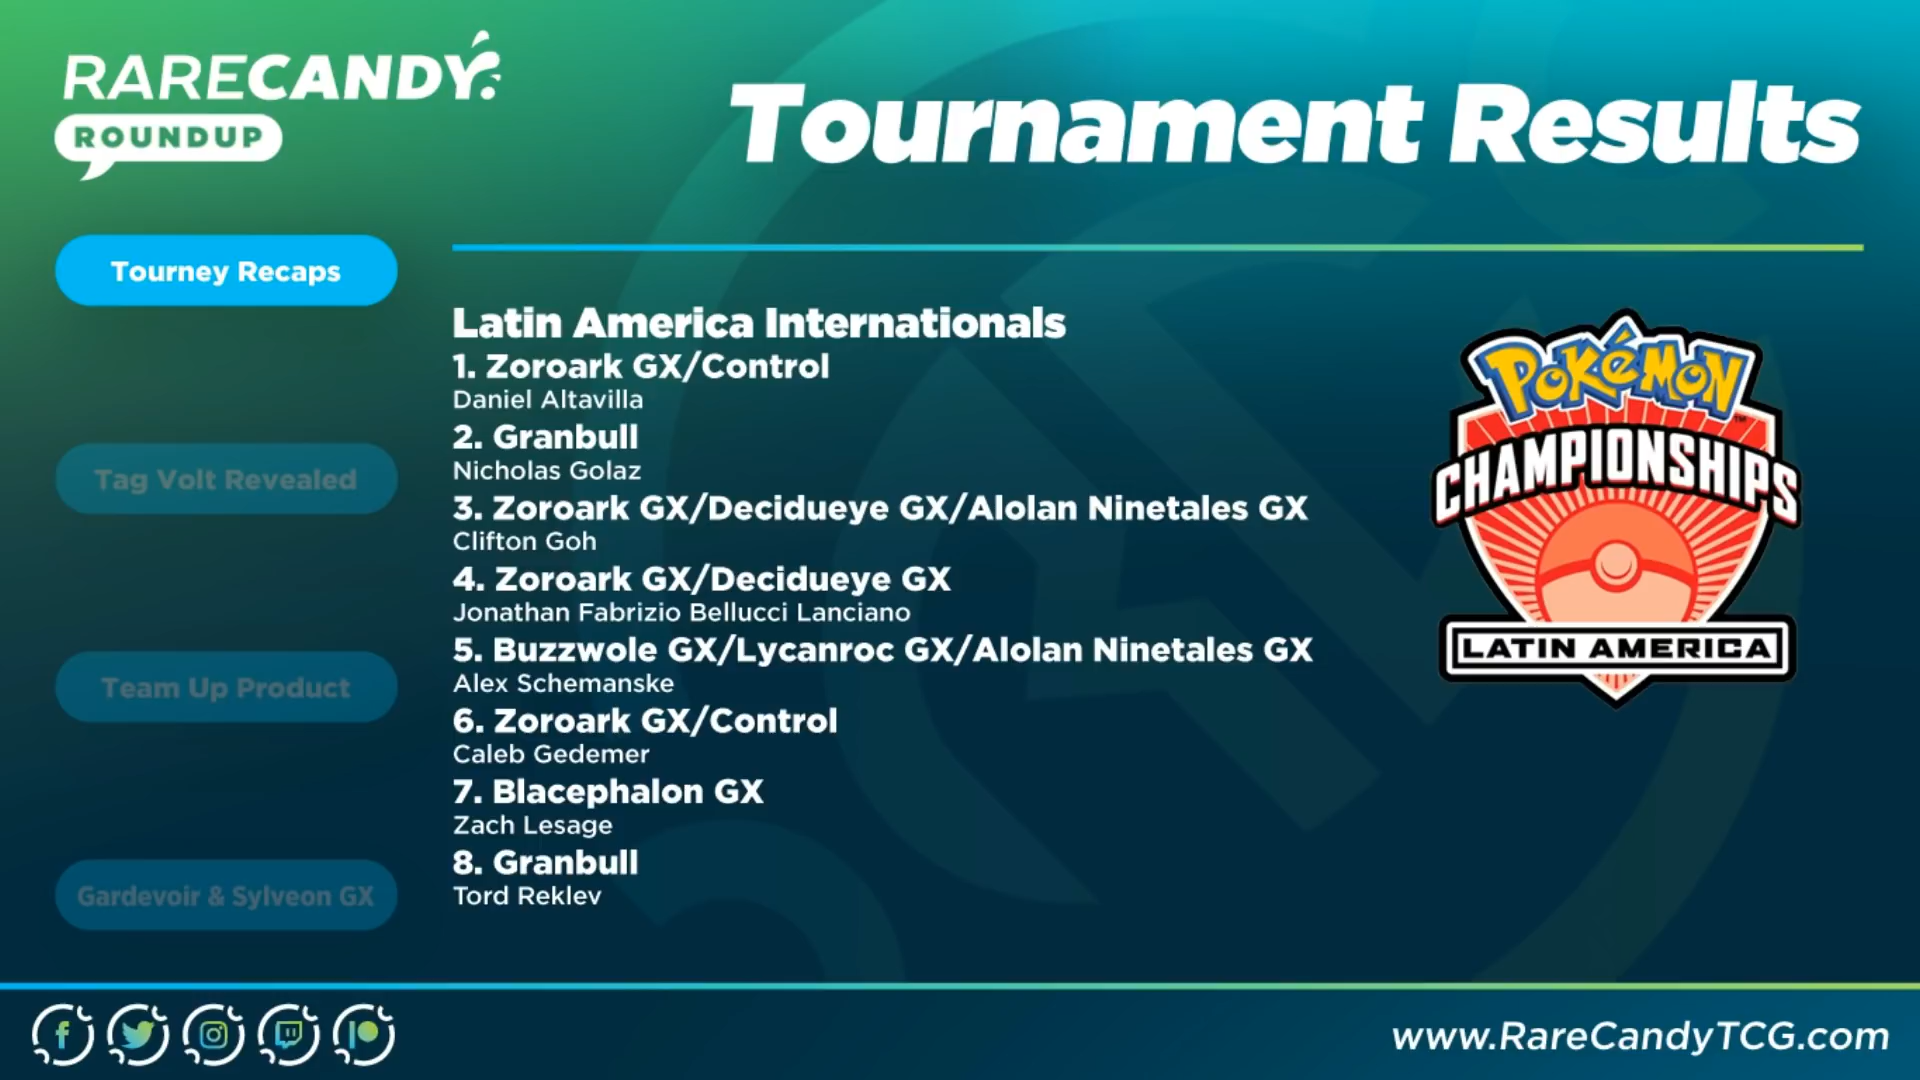 RARECANDY
ROUNDUP
Tournament Results
Tourney Recaps
Tag Volt Revealed
Team Up Product
Gardevoir & Sylveon GX
Latin America Internationals
1. Zoroark GX/Control
Daniel Altavilla
2. Granbull
Nicholas Golaz
3. Zoroark GX/Decidueye GX/Alolan Ninetales GX
Clifton Goh
4. Zoroark GX/Decidueye GX
Jonathan Fabrizio Bellucci Lanciano
5. Buzzwole GX/Lycanroc GX/Alolan Ninetales GX
Alex Schemanske
6. Zoroark GX/Control
Caleb Gedemer
7. Blacephalon GX
Zach Lesage
8. Granbull
Tord Reklev
POKéMON
TM
CHAMPIONSHIPS
LATIN AMERICA
www.RareCandyTCG.com